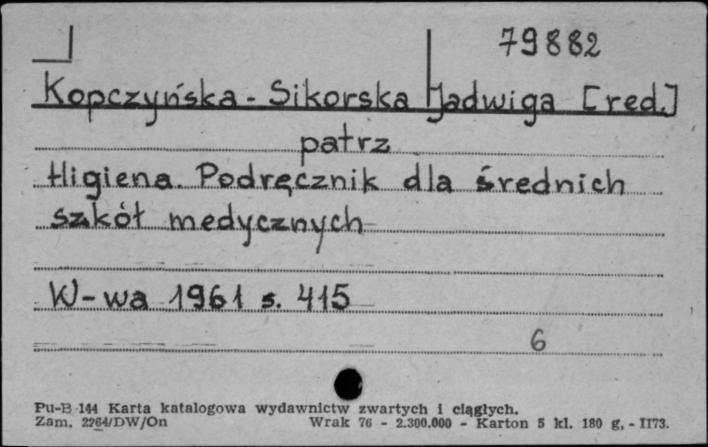 79882
Kopczyńska-Sikorska Jadwiga [red.]
patrz
Higiena. Podręcznik dla średnich
szkół medycznych
W-wa 1961 s. 415
6
Pu-B 144 Karta katalogowa wydawnictw zwartych i ciągłych.
Zam. 2264/DW/On Wrak 76 - 2.300.000 - Karton 5 kl. 180 g. - II73.